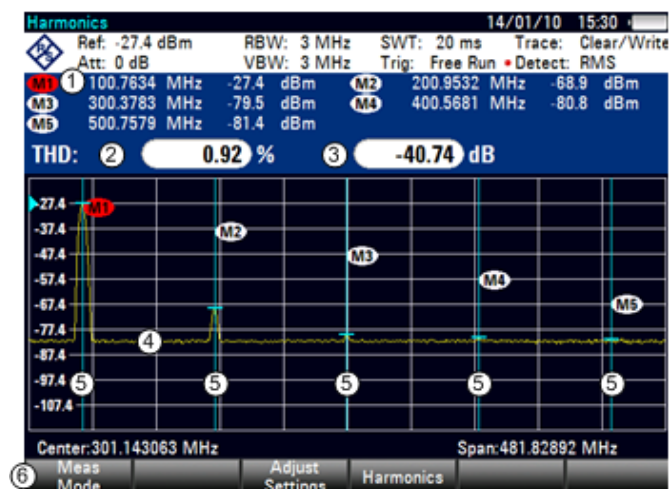 Harmonics 14/01/10 15:30
Ref: -27.4 dBm RBW: 3 MHz SWT: 20 ms Trace: Clear/Write
Att: 0 dB VBW: 3 MHz Trig: Free Run • Detect: RMS
M1 1 100.7634 MHz -27.4 dBm M2 200.9532 MHz -68.9 dBm
M3 300.3783 MHz -79.5 dBm M4 400.5681 MHz -80.8 dBm
M5 500.7579 MHz -81.4 dBm
THD: 2 0.92 % 3 -40.74 dB
-27.4 M1
-37.4 M2
-47.4 M3
-57.4 M4
-67.4 M5
-77.4
4
-87.4
-97.4 5 5 5 5 5
-107.4
Center:301.143063 MHz Span:481.82892 MHz
6 Meas Mode Adjust Settings Harmonics